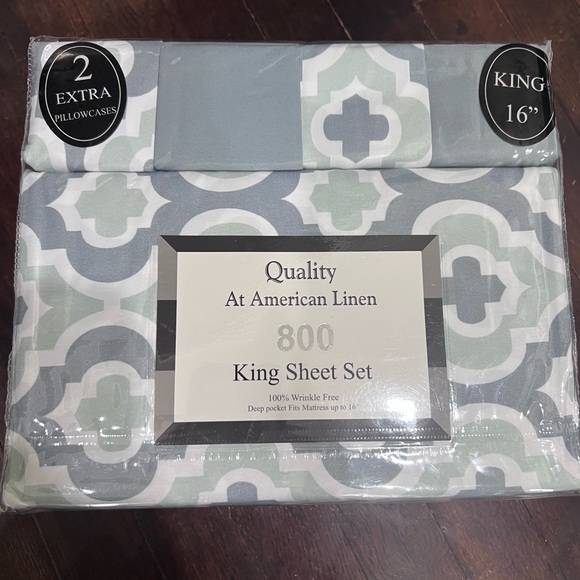 2
EXTRA
PILLOWCASES
KING
16”
Quality
At American Linen
800
King Sheet Set
100% Wrinkle Free
Deep pocket Fits Mattress up to 16"